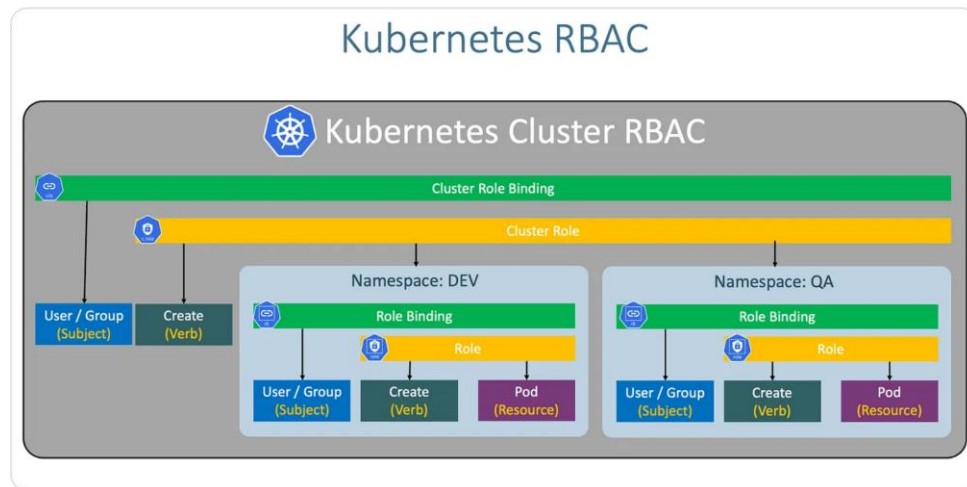 Kubernetes RBAC
Kubernetes Cluster RBAC
Cluster Role Binding
Cluster Role
Namespace: DEV
Namespace: QA
User / Group
(Subject)
Create
(Verb)
Role Binding
Role
User / Group
(Subject)
Create
(Verb)
Pod
(Resource)
Role Binding
Role
User / Group
(Subject)
Create
(Verb)
Pod
(Resource)